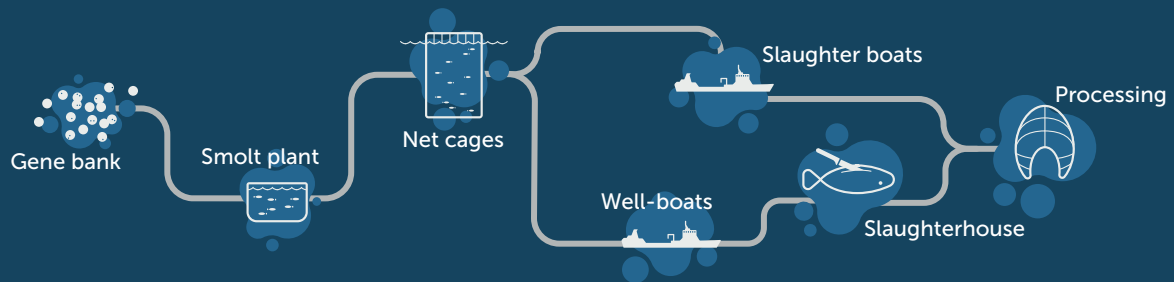 Gene bank
Smolt plant
Net cages
Slaughter boats
Well-boats
Slaughterhouse
Processing